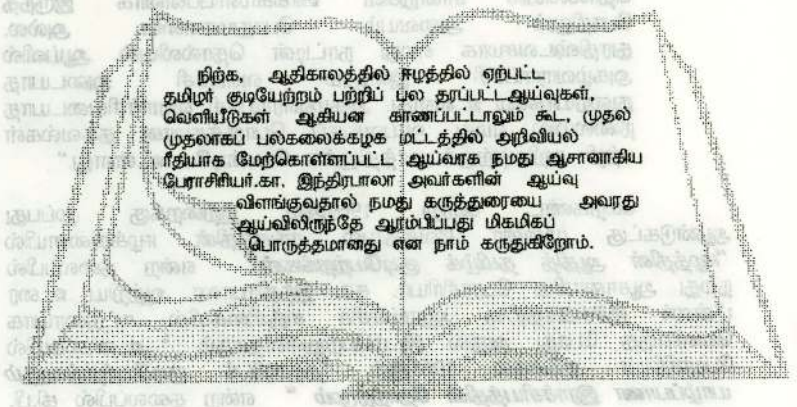 நிற்க, ஆதிகாலத்தில் ஈழத்தில் ஏற்பட்ட
தமிழர் குடியேற்றம் பற்றிப் பல தரப்பட்டஆய்வுகள்,
வெளியீடுகள் ஆகியன காணப்பட்டாலும் கூட, முதல்
முதலாகப் பல்கலைக்கழக மட்டத்தில் அறிவியல்
ரீதியாக மேற்கொள்ளப்பட்ட ஆய்வாக நமது ஆசானாகிய
பேராசிரியர்.கா. இந்திரபாலா அவர்களின் ஆய்வு
விளங்குவதால் நமது கருத்துரையை அவரது
ஆய்விலிருந்தே ஆரம்பிப்பது மிகமிகப்
பொருத்தமானது என நாம் கருதுகிறோம்.